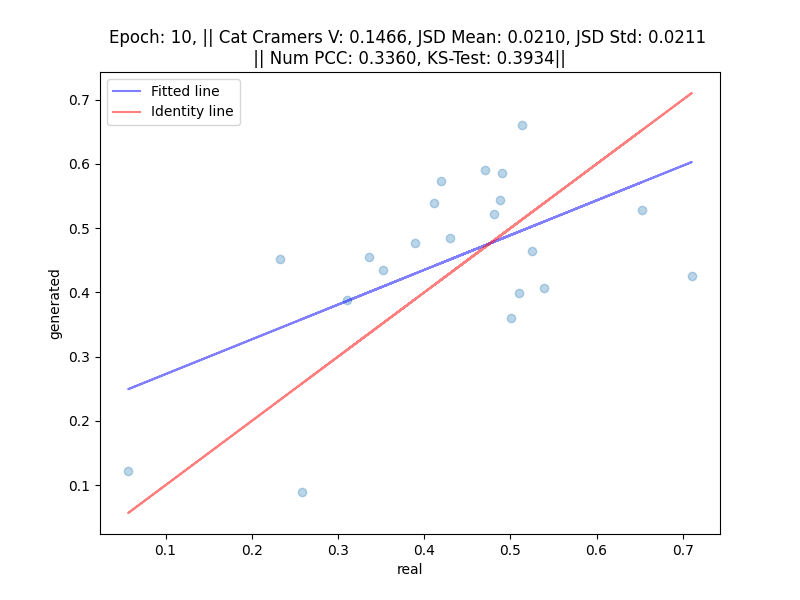 Epoch: 10, || Cat Cramers V: 0.1466, JSD Mean: 0.0210, JSD Std: 0.0211
|| Num PCC: 0.3360, KS-Test: 0.3934||
Fitted line
Identity line
0.7
0.6
0.5
0.4
0.3
0.2
0.1
generated
0.1 0.2 0.3 0.4 0.5 0.6 0.7
real